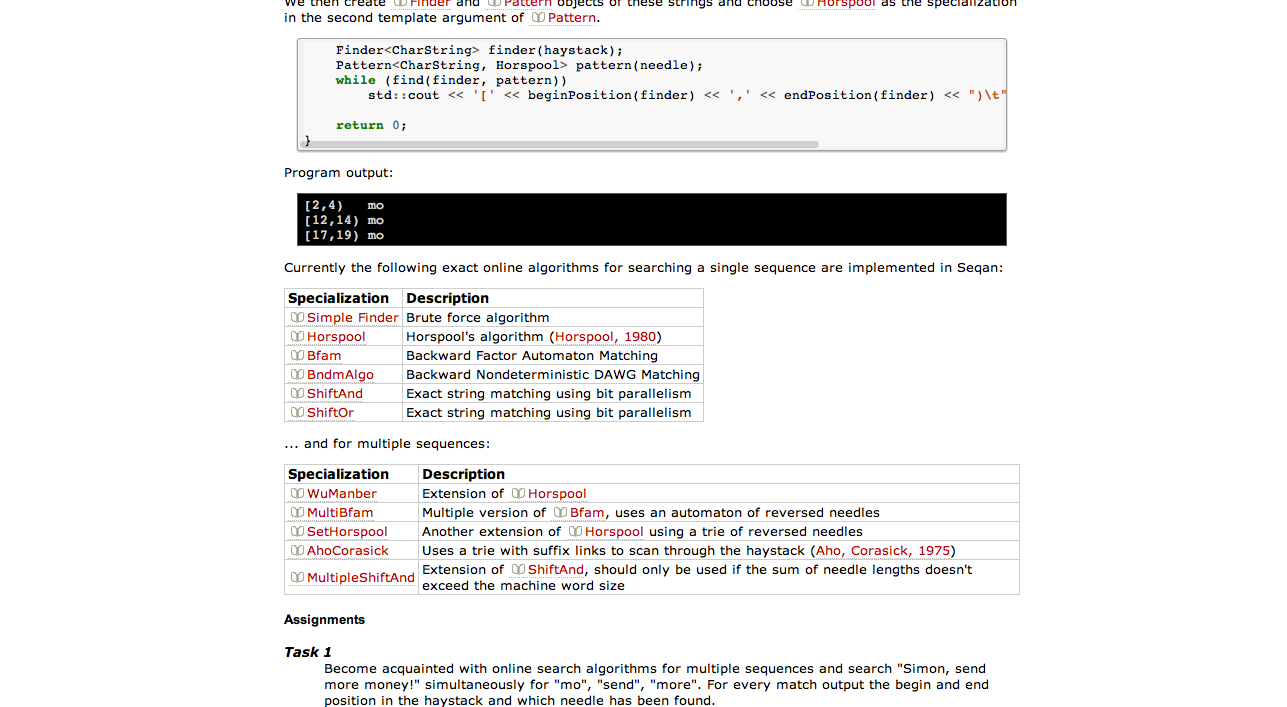 We then create Finder and Pattern objects of these strings and choose Horspool as the specialization
in the second template argument of Pattern.
Finder<CharString> finder(haystack);
Pattern<CharString, Horspool> pattern(needle);
while (find(finder, pattern))
std::cout << '[' << beginPosition(finder) << ',' << endPosition(finder) << ")\t"
return 0;
}
Program output:
[2,4) mo
[12,14) mo
[17,19) mo
Currently the following exact online algorithms for searching a single sequence are implemented in Seqan:
Specialization Description
Simple Finder Brute force algorithm
Horspool Horspool's algorithm (Horspool, 1980)
Bfam Backward Factor Automaton Matching
BndmAlgo Backward Nondeterministic DAWG Matching
ShiftAnd Exact string matching using bit parallelism
ShiftOr Exact string matching using bit parallelism
... and for multiple sequences:
Specialization Description
WuManber Extension of Horspool
MultiBfam Multiple version of Bfam, uses an automaton of reversed needles
SetHorspool Another extension of Horspool using a trie of reversed needles
AhoCorasick Uses a trie with suffix links to scan through the haystack (Aho, Corasick, 1975)
MultipleShiftAnd Extension of ShiftAnd, should only be used if the sum of needle lengths doesn't
exceed the machine word size
Assignments
Task 1
Become acquainted with online search algorithms for multiple sequences and search "Simon, send
more money!" simultaneously for "mo", "send", "more". For every match output the begin and end
position in the haystack and which needle has been found.